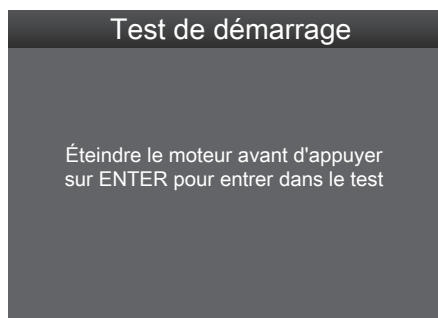 Test de démarrage
Éteindre le moteur avant d'appuyer
sur ENTER pour entrer dans le test